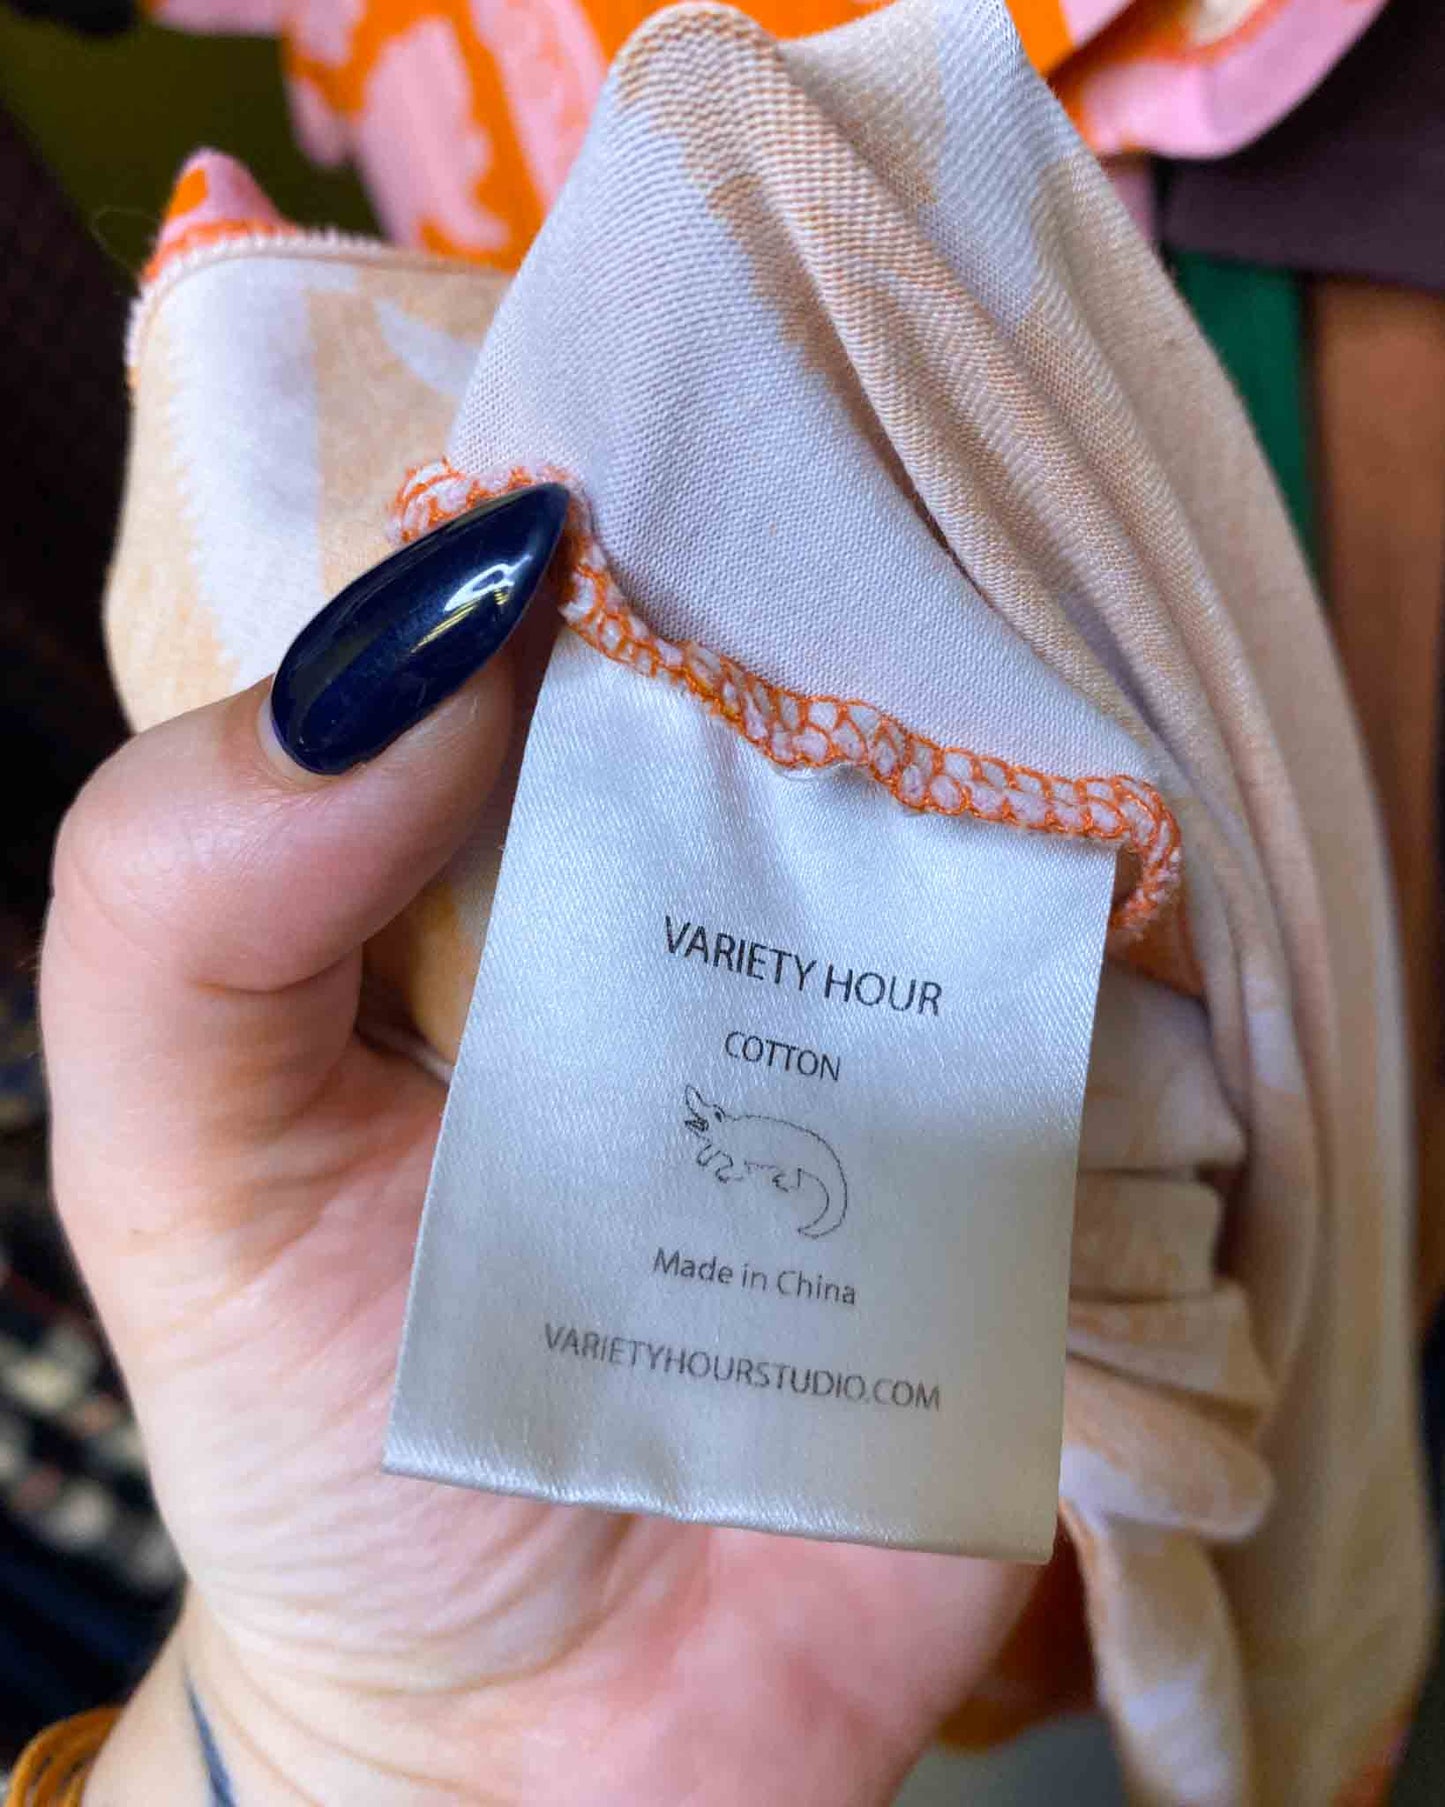 VARIETY HOUR
COTTON
Made in China
VARIETYHOURSTUDIO.COM